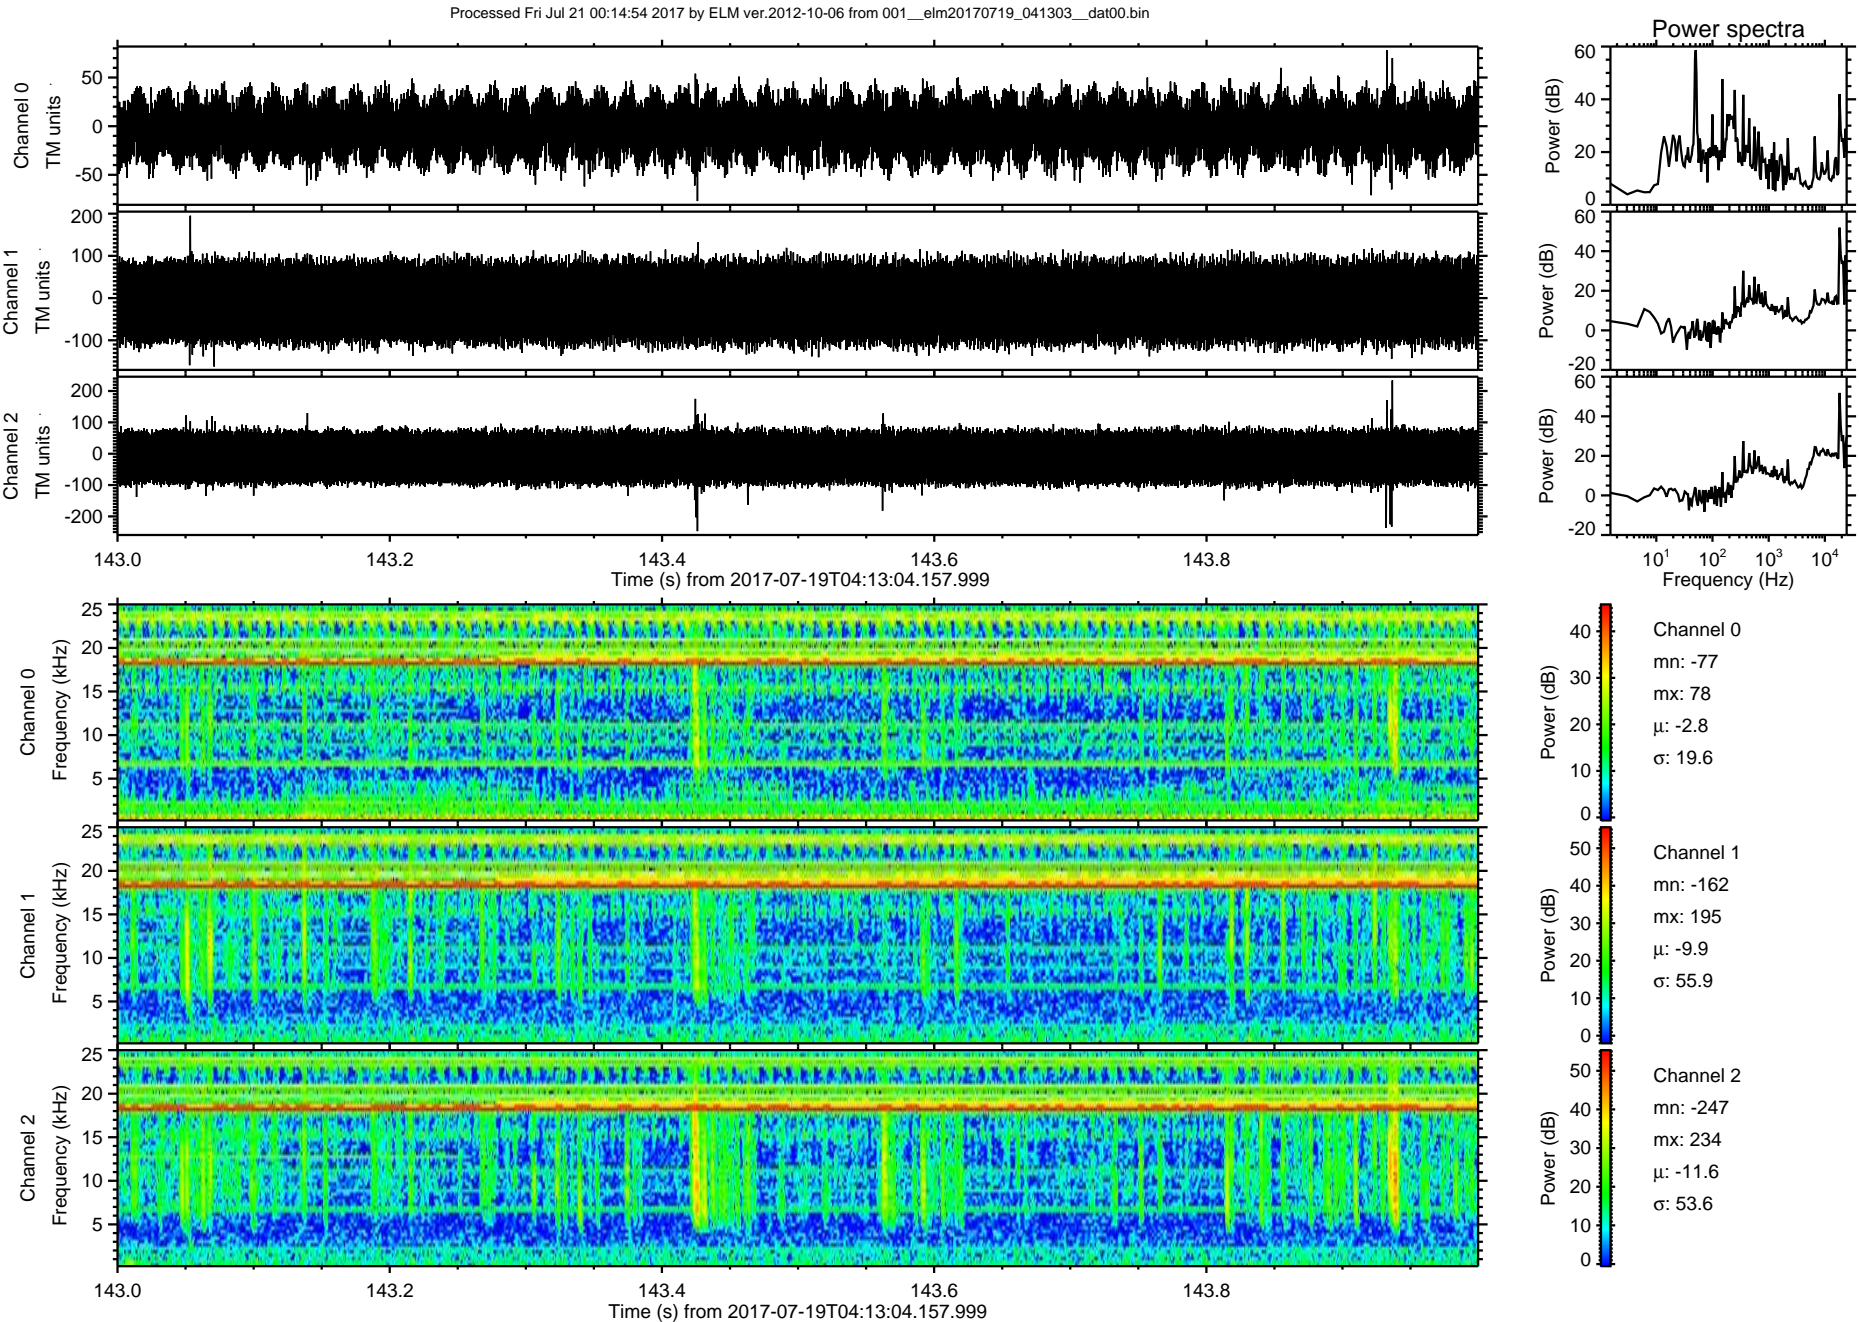 Processed Fri Jul 21 00:14:54 2017 by ELM ver.2012-10-06 from 001__elm20170719_041303__dat00.bin
Power spectra
Channel 0
TM units
50
0
-50
Power (dB)
60
40
20
0
Channel 1
TM units
200
100
0
-100
Power (dB)
60
40
20
0
-20
Channel 2
TM units
200
100
0
-100
-200
Power (dB)
60
40
20
0
-20
143.0 143.2 143.4 143.6 143.8
Time (s) from 2017-07-19T04:13:04.157.999
10¹ 10² 10³ 10⁴
Frequency (Hz)
Channel 0
Frequency (kHz)
25
20
15
10
5
Power (dB)
40
30
20
10
0
Channel 0
mn: -77
mx: 78
μ: -2.8
σ: 19.6
Channel 1
Frequency (kHz)
25
20
15
10
5
Power (dB)
50
40
30
20
10
0
Channel 1
mn: -162
mx: 195
μ: -9.9
σ: 55.9
Channel 2
Frequency (kHz)
25
20
15
10
5
Power (dB)
50
40
30
20
10
0
Channel 2
mn: -247
mx: 234
μ: -11.6
σ: 53.6
143.0 143.2 143.4 143.6 143.8
Time (s) from 2017-07-19T04:13:04.157.999